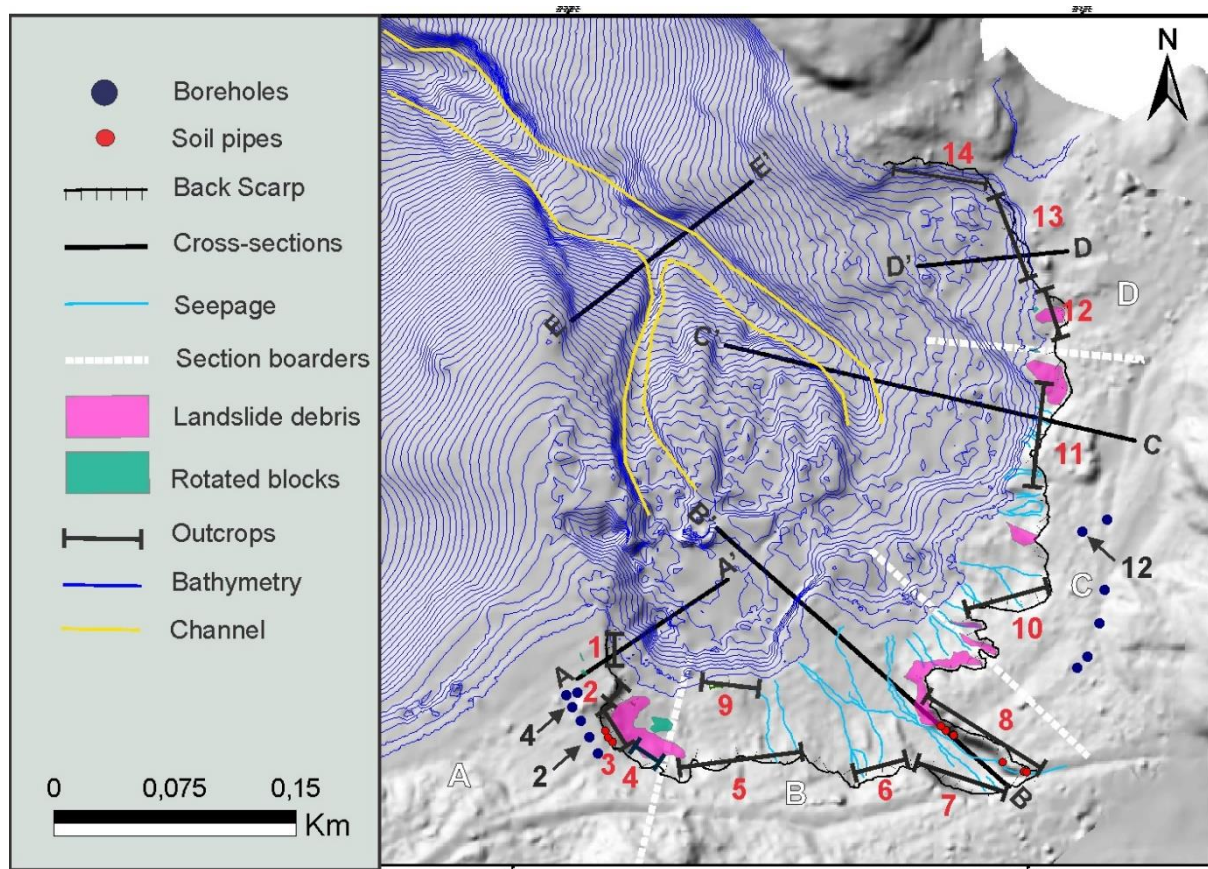 Boreholes
Soil pipes
Back Scarp
Cross-sections
Seepage
Section boarders
Landslide debris
Rotated blocks
Outcrops
Bathymetry
Channel
0 0,075 0,15
Km
N
14
E'
13
D
D'
D
12
E
C'
C
11
B'
12
A'
C
10
1
A
2
9
8
4
2
3
4
A
5
B
6
7
B